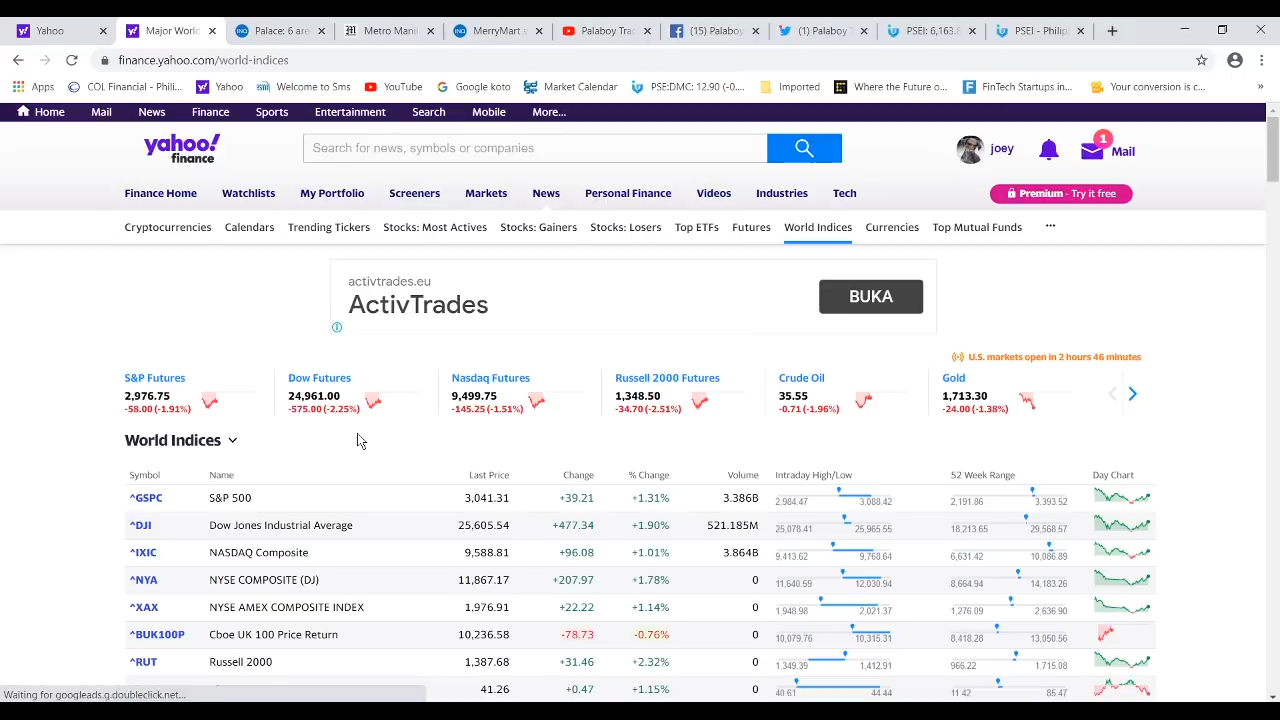 Yahoo
Major World
Palace: 6 are
Metro Mani
MerryMart s
Palaboy Tra
(1) Palaboy
(1) Palaboy T
PSEI: 6,163.8
PSEI - Philip
finance.yahoo.com/world-indices
Apps
COL Financial - Phili...
Yahoo
Welcome to Sms
YouTube
Google koto
Market Calendar
PSE:DMC: 12.90 (-0....
Imported
Where the Future o...
FinTech Startups in...
Your conversion is c...
»
Home Mail News Finance Sports Entertainment Search Mobile More...
yahoo!
finance
Search for news, symbols or companies
joey
1
Mail
Finance Home Watchlists My Portfolio Screeners Markets News Personal Finance Videos Industries Tech
Premium - Try it free
Cryptocurrencies Calendars Trending Tickers Stocks: Most Actives Stocks: Gainers Stocks: Losers Top ETFs Futures World Indices Currencies Top Mutual Funds ...
activtrades.eu
ActivTrades
BUKA
U.S. markets open in 2 hours 46 minutes
S&P Futures
2,976.75
-58.00 (-1.91%)
Dow Futures
24,961.00
-575.00 (-2.25%)
Nasdaq Futures
9,499.75
-145.25 (-1.51%)
Russell 2000 Futures
1,348.50
-34.70 (-2.51%)
Crude Oil
35.55
-0.71 (-1.96%)
Gold
1,713.30
-24.00 (-1.38%)
World Indices
Symbol Name Last Price Change % Change Volume Intraday High/Low 52 Week Range Day Chart
^GSPC S&P 500 3,041.31 +39.21 +1.31% 3.386B 2,984.47 3,088.42 2,191.86 3,393.52
^DJI Dow Jones Industrial Average 25,605.54 +477.34 +1.90% 521.185M 25,078.41 25,965.55 18,213.65 29,568.57
^IXIC NASDAQ Composite 9,588.81 +96.08 +1.01% 3.864B 9,413.62 9,768.64 6,631.42 10,086.89
^NYA NYSE COMPOSITE (DJ) 11,867.17 +207.97 +1.78% 0 11,640.59 12,030.94 8,664.94 14,183.26
^XAX NYSE AMEX COMPOSITE INDEX 1,976.91 +22.22 +1.14% 0 1,948.98 2,021.37 1,276.09 2,636.90
^BUK100P Cboe UK 100 Price Return 10,236.58 -78.73 -0.76% 0 10,079.76 10,315.31 8,418.28 13,050.56
^RUT Russell 2000 1,387.68 +31.46 +2.32% 0 1,349.39 1,412.91 966.22 1,715.08
41.26 +0.47 +1.15% 0 40.61 44.44 11.42 85.47
Waiting for googleads.g.doubleclick.net...